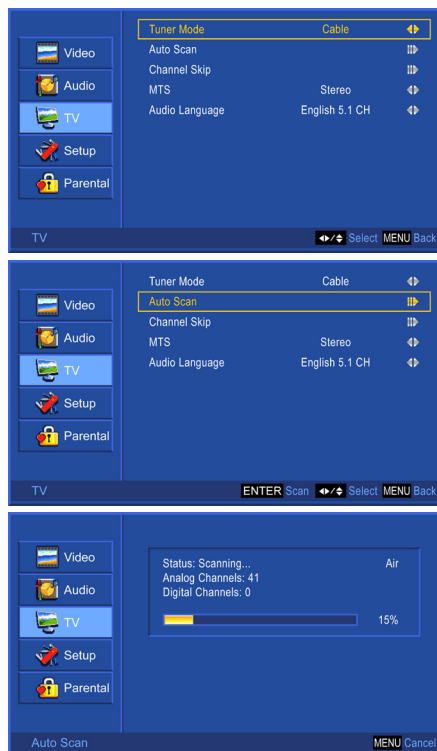 Tuner Mode Cable
Video
Auto Scan
Channel Skip
Audio
MTS Stereo
Audio Language English 5.1 CH
TV
Setup
Parental
TV Select MENU Back
Tuner Mode Cable
Video
Auto Scan
Channel Skip
Audio
MTS Stereo
Audio Language English 5.1 CH
TV
Setup
Parental
TV ENTER Scan Select MENU Back
Video
Status: Scanning... Air
Analog Channels: 41
Audio
Digital Channels: 0
TV
15%
Setup
Parental
Auto Scan MENU Cancel